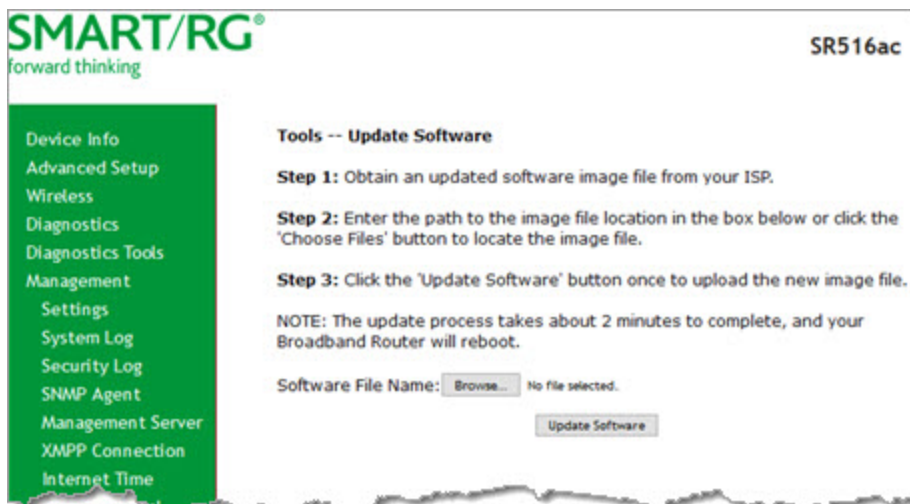 SMART/RG®
forward thinking
SR516ac
Device Info
Advanced Setup
Wireless
Diagnostics
Diagnostics Tools
Management
Settings
System Log
Security Log
SNMP Agent
Management Server
XMPP Connection
Internet Time
Tools -- Update Software
Step 1: Obtain an updated software image file from your ISP.
Step 2: Enter the path to the image file location in the box below or click the
'Choose Files' button to locate the image file.
Step 3: Click the 'Update Software' button once to upload the new image file.
NOTE: The update process takes about 2 minutes to complete, and your
Broadband Router will reboot.
Software File Name: Browse... No file selected.
Update Software